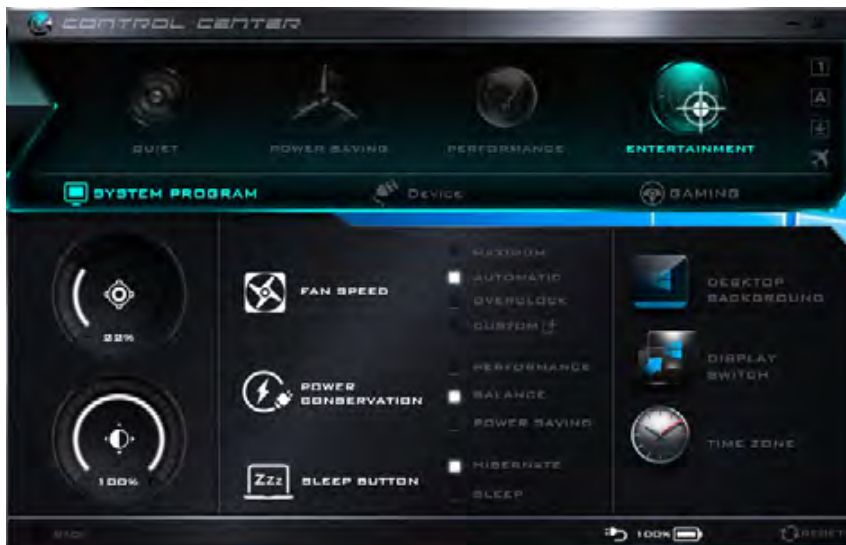 CONTROL CENTER
1
A
QUIET
POWER SAVING
PERFORMANCE
ENTERTAINMENT
SYSTEM PROGRAM
DEVICE
GAMING
22%
100%
FAN SPEED
MAXIMUM
AUTOMATIC
OVERCLOCK
CUSTOM
POWER
CONSERVATION
PERFORMANCE
BALANCE
POWER SAVING
ZZz
SLEEP BUTTON
HIBERNATE
SLEEP
DESKTOP
BACKGROUND
DISPLAY
SWITCH
TIME ZONE
100%
RESET